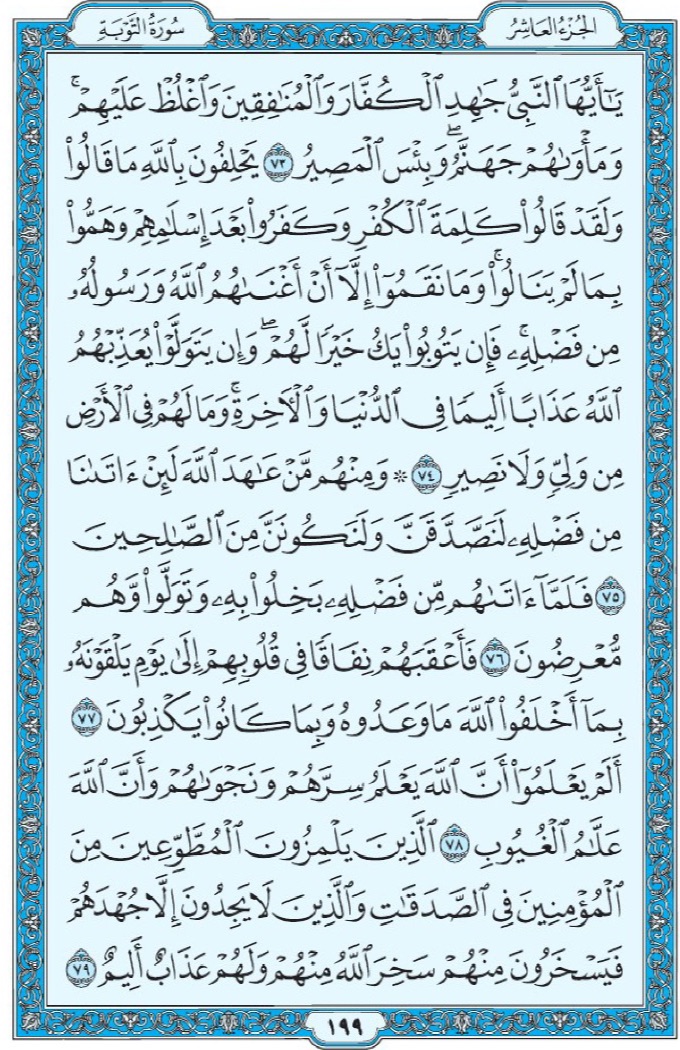 الجُزْءُ العَاشِرُ
سُورَةُ التَّوْبَةِ
يَـٰٓأَيُّهَا ٱلنَّبِىُّ جَـٰهِدِ ٱلْكُفَّارَ وَٱلْمُنَـٰفِقِينَ وَٱغْلُظْ عَلَيْهِمْ ۚ
وَمَأْوَىٰهُمْ جَهَنَّمُ ۖ وَبِئْسَ ٱلْمَصِيرُ ٧٣ يَحْلِفُونَ بِٱللَّهِ مَا قَالُوا۟
وَلَقَدْ قَالُوا۟ كَلِمَةَ ٱلْكُفْرِ وَكَفَرُوا۟ بَعْدَ إِسْلَـٰمِهِمْ وَهَمُّوا۟
بِمَا لَمْ يَنَالُوا۟ ۚ وَمَا نَقَمُوٓا۟ إِلَّآ أَنْ أَغْنَىٰهُمُ ٱللَّهُ وَرَسُولُهُۥ
مِن فَضْلِهِۦ ۚ فَإِن يَتُوبُوا۟ يَكُ خَيْرًا لَّهُمْ ۖ وَإِن يَتَوَلَّوْا۟ يُعَذِّبْهُمُ
ٱللَّهُ عَذَابًا أَلِيمًا فِى ٱلدُّنْيَا وَٱلْـَٔاخِرَةِ ۚ وَمَا لَهُمْ فِى ٱلْأَرْضِ
مِن وَلِىٍّ وَلَا نَصِيرٍ ٧٤ ۞ وَمِنْهُم مَّنْ عَـٰهَدَ ٱللَّهَ لَئِنْ ءَاتَىٰنَا
مِن فَضْلِهِۦ لَنَصَّدَّقَنَّ وَلَنَكُونَنَّ مِنَ ٱلصَّـٰلِحِينَ
٧٥ فَلَمَّآ ءَاتَىٰهُم مِّن فَضْلِهِۦ بَخِلُوا۟ بِهِۦ وَتَوَلَّوا۟ وَّهُم
مُّعْرِضُونَ ٧٦ فَأَعْقَبَهُمْ نِفَاقًا فِى قُلُوبِهِمْ إِلَىٰ يَوْمِ يَلْقَوْنَهُۥ
بِمَآ أَخْلَفُوا۟ ٱللَّهَ مَا وَعَدُوهُ وَبِمَا كَانُوا۟ يَكْذِبُونَ ٧٧
أَلَمْ يَعْلَمُوٓا۟ أَنَّ ٱللَّهَ يَعْلَمُ سِرَّهُمْ وَنَجْوَىٰهُمْ وَأَنَّ ٱللَّهَ
عَلَّـٰمُ ٱلْغُيُوبِ ٧٨ ٱلَّذِينَ يَلْمِزُونَ ٱلْمُطَّوِّعِينَ مِنَ
ٱلْمُؤْمِنِينَ فِى ٱلصَّدَقَـٰتِ وَٱلَّذِينَ لَا يَجِدُونَ إِلَّا جُهْدَهُمْ
فَيَسْخَرُونَ مِنْهُمْ سَخِرَ ٱللَّهُ مِنْهُمْ وَلَهُمْ عَذَابٌ أَلِيمٌ ٧٩
١٩٩